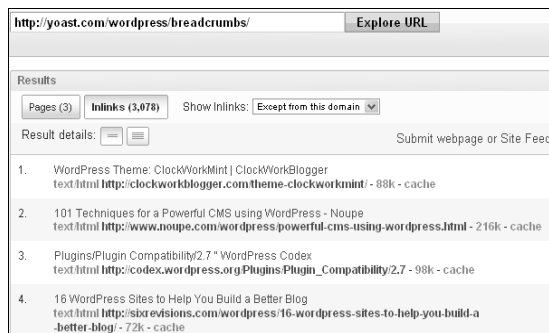 http://yoast.com/wordpress/breadcrumbs/ Explore URL
Results
Pages (3) Inlinks (3,078) Show Inlinks: Except from this domain
Result details: Submit webpage or Site Feed
1. WordPress Theme: ClockWorkMint | ClockWorkBlogger
text/html http://clockworkblogger.com/theme-clockworkmint/ - 88k - cache
2. 101 Techniques for a Powerful CMS using WordPress - Noupe
text/html http://www.noupe.com/wordpress/powerful-cms-using-wordpress.html - 216k - cache
3. Plugins/Plugin Compatibility/2.7 " WordPress Codex
text/html http://codex.wordpress.org/Plugins/Plugin_Compatibility/2.7 - 98k - cache
4. 16 WordPress Sites to Help You Build a Better Blog
text/html http://sixrevisions.com/wordpress/16-wordpress-sites-to-help-you-build-a
-better-blog/ - 72k - cache